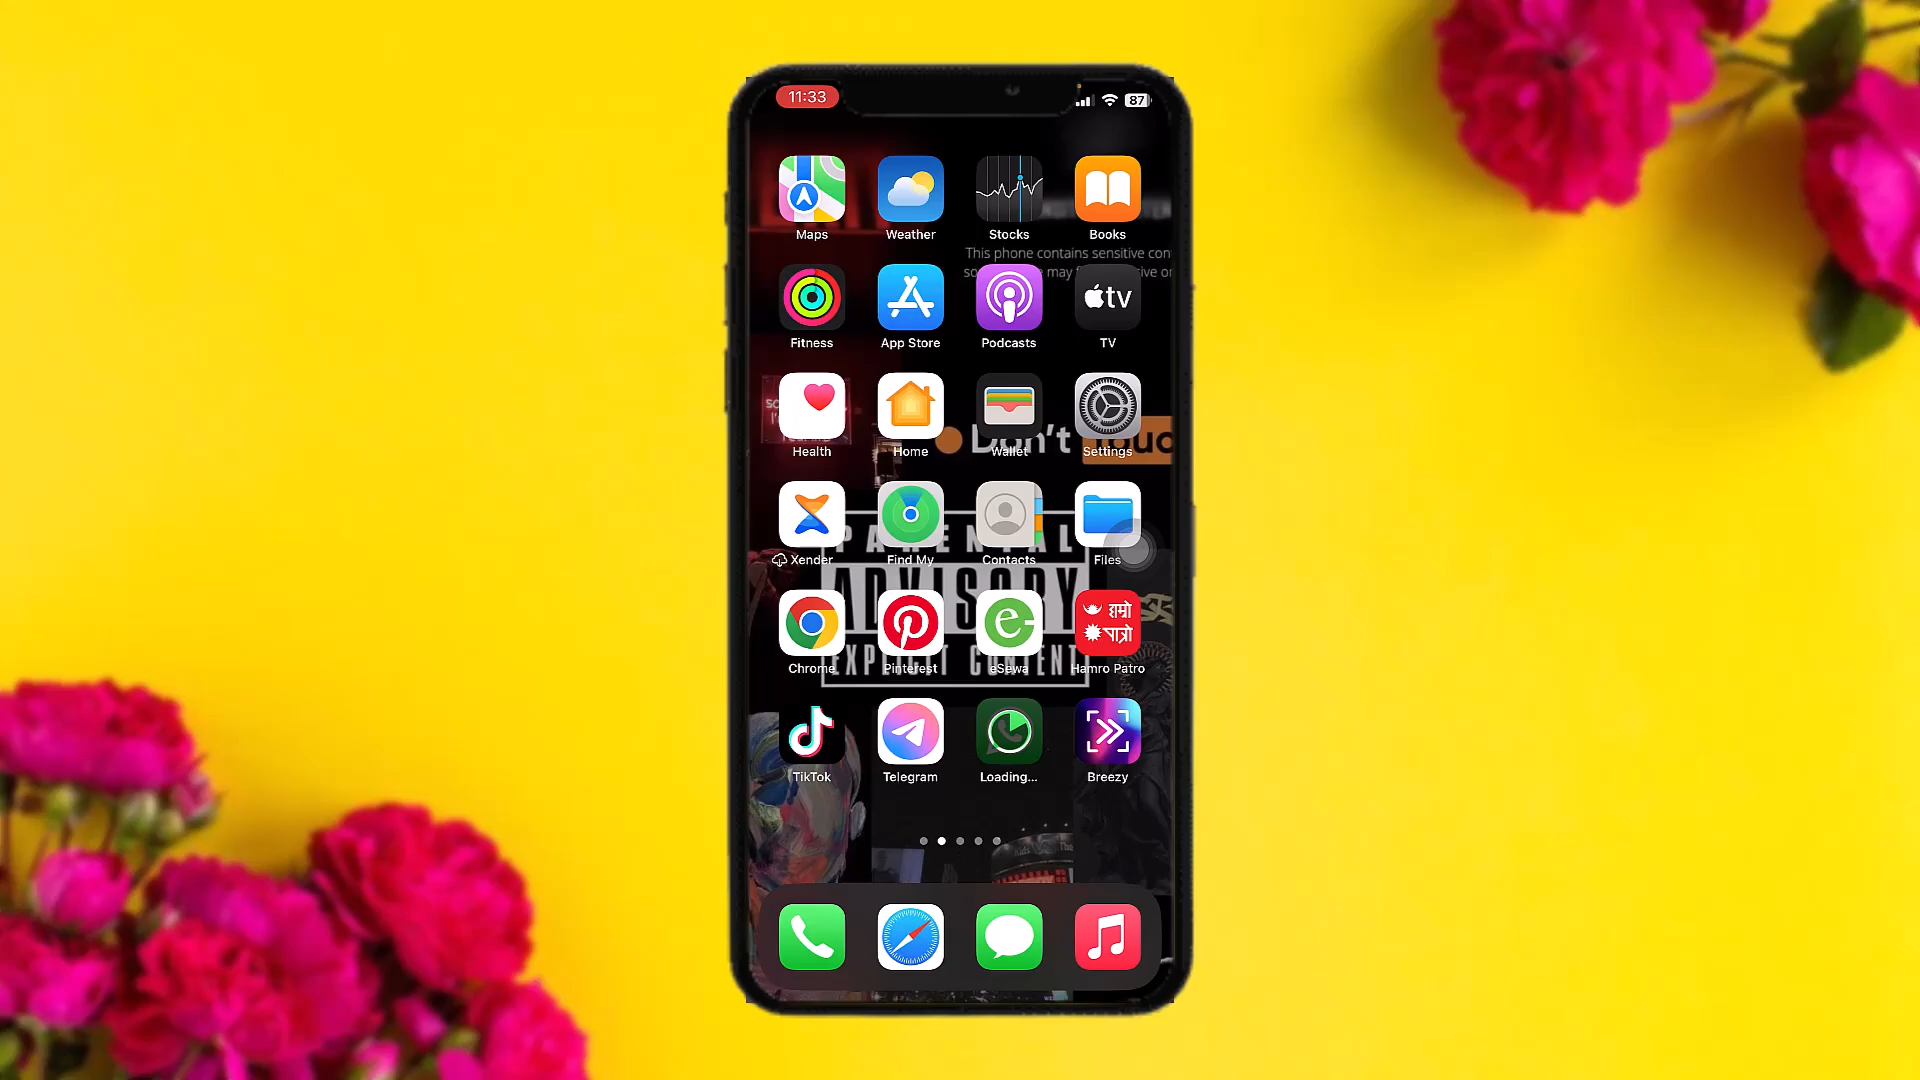 11:33
87
Maps
Weather
Stocks
Books
This phone contains sensitive
Fitness
App Store
Podcasts
tv
TV
Health
Home
Wallet
Settings
Don't Touc
Xender
Find My
Contacts
Files
PARENTAL
ADVISORY
EXPLICIT CONTENT
Chrome
Pinterest
eSewa
हाम्रो
पात्रो
Hamro Patro
TikTok
Telegram
Loading...
Breezy